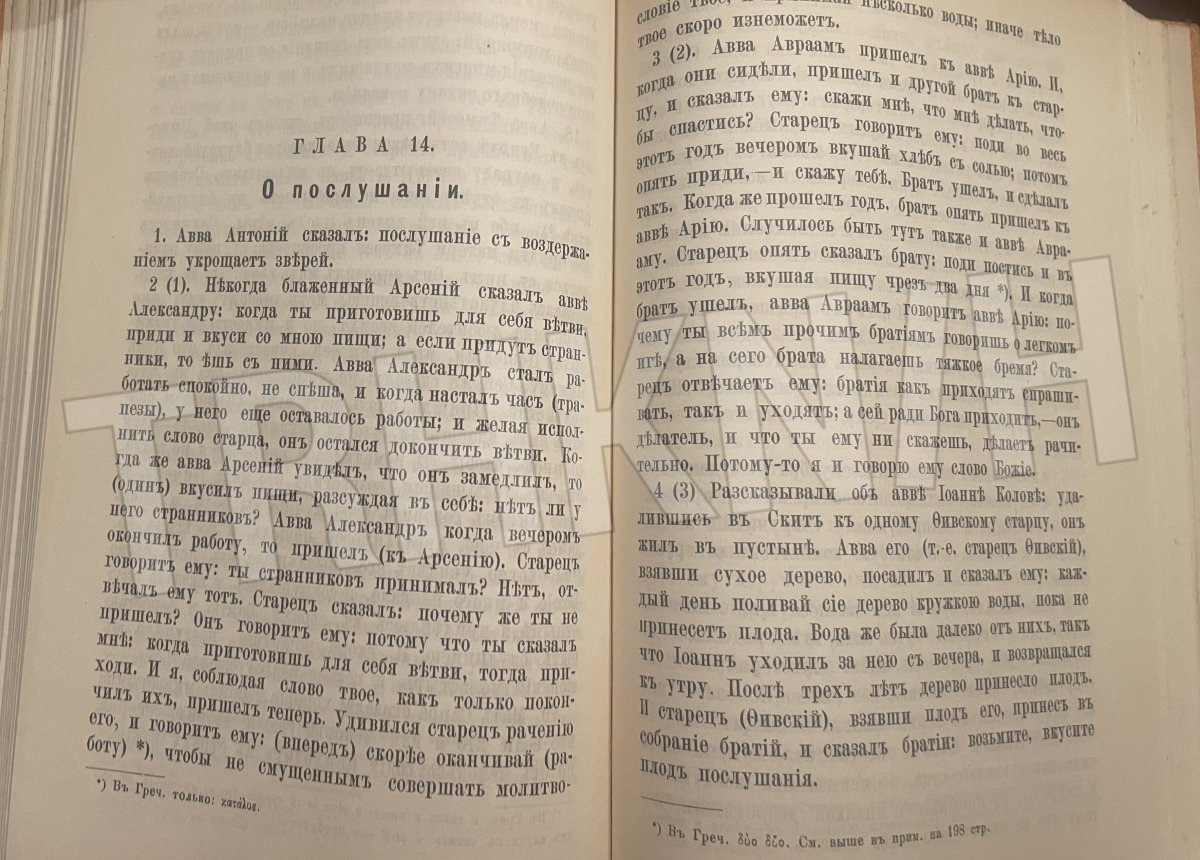 ГЛАВА 14.
О послушаніи.
1. Авва Антоній сказалъ: послушаніе съ воздержа-
ніемъ укрощаетъ звѣрей.
2 (1). Нѣкогда блаженный Арсеній сказалъ аввѣ
Александру: когда ты приготовишь для себя вѣтви,
приди и вкуси со мною пищи; а если придутъ стран-
ники, то ѣшь съ ними. Авва Александръ сталъ ра-
ботать спокойно, не спѣша, и когда насталъ часъ (тра-
пезы), у него еще оставалось работы; и желая испол-
нить слово старца, онъ остался докончить вѣтви. Ко-
гда же авва Арсеній увидѣлъ, что онъ замедлилъ, то
(одинъ) вкусилъ пищи, разсуждая въ себѣ: нѣтъ ли у
него странниковъ? Авва Александръ когда вечеромъ
окончилъ работу, то пришелъ (къ Арсенію). Старецъ
говоритъ ему: ты странниковъ принималъ? Нѣтъ, от-
вѣчалъ ему тотъ. Старецъ сказалъ: почему же ты не
пришелъ? Онъ говоритъ ему: потому что ты сказалъ
мнѣ: когда приготовишь для себя вѣтви, тогда при-
ходи. И я, соблюдая слово твое, какъ только покон-
чилъ ихъ, пришелъ теперь. Удивился старецъ раченію
его, и говоритъ ему: (впередъ) скорѣе оканчивай (ра-
боту) *), чтобы не смущеннымъ совершать молитво-
*) Въ Греч. только: κατάλυε.
словіе твое, и принимай нѣсколько воды; иначе тѣло
твое скоро изнеможетъ.
3 (2). Авва Авраамъ пришелъ къ аввѣ Арію. И,
когда они сидѣли, пришелъ и другой братъ къ стар-
цу, и сказалъ ему: скажи мнѣ, что мнѣ дѣлать, что-
бы спастись? Старецъ говоритъ ему: поди во весь
этотъ годъ вечеромъ вкушай хлѣбъ съ солью; потомъ
опять приди,—и скажу тебѣ. Братъ ушелъ, и сдѣлалъ
такъ. Когда же прошелъ годъ, братъ опять пришелъ къ
аввѣ Арію. Случилось быть тутъ также и аввѣ Авра-
аму. Старецъ опять сказалъ брату: поди постись и въ
этотъ годъ, вкушая пищу чрезъ два дня *). И когда
братъ ушелъ, авва Авраамъ говоритъ аввѣ Арію: по-
чему ты всѣмъ прочимъ братіямъ говоришь о легкомъ
игѣ, а на сего брата налагаешь тяжкое бремя? Ста-
рецъ отвѣчаетъ ему: братія какъ приходятъ спраши-
вать, такъ и уходятъ; а сей ради Бога приходитъ,—онъ
дѣлатель, и что ты ему ни скажешь, дѣлаетъ рачи-
тельно. Потому-то я и говорю ему слово Божіе.
4 (3) Разсказывали объ аввѣ Іоаннѣ Коловѣ: уда-
лившись въ Скитъ къ одному Ѳивскому старцу, онъ
жилъ въ пустынѣ. Авва его (т.-е. старецъ Ѳивскій),
взявши сухое дерево, посадилъ и сказалъ ему: каж-
дый день поливай сіе дерево кружкою воды, пока не
принесетъ плода. Вода же была далеко отъ нихъ, такъ
что Іоаннъ уходилъ за нею съ вечера, и возвращался
къ утру. Послѣ трехъ лѣтъ дерево принесло плодъ.
И старецъ (Ѳивскій), взявши плодъ его, принесъ въ
собраніе братій, и сказалъ братіи: возьмите, вкусите
плодъ послушанія.
*) Въ Греч. δύο δύο. См. выше въ прим. на 198 стр.
TRHKNYH